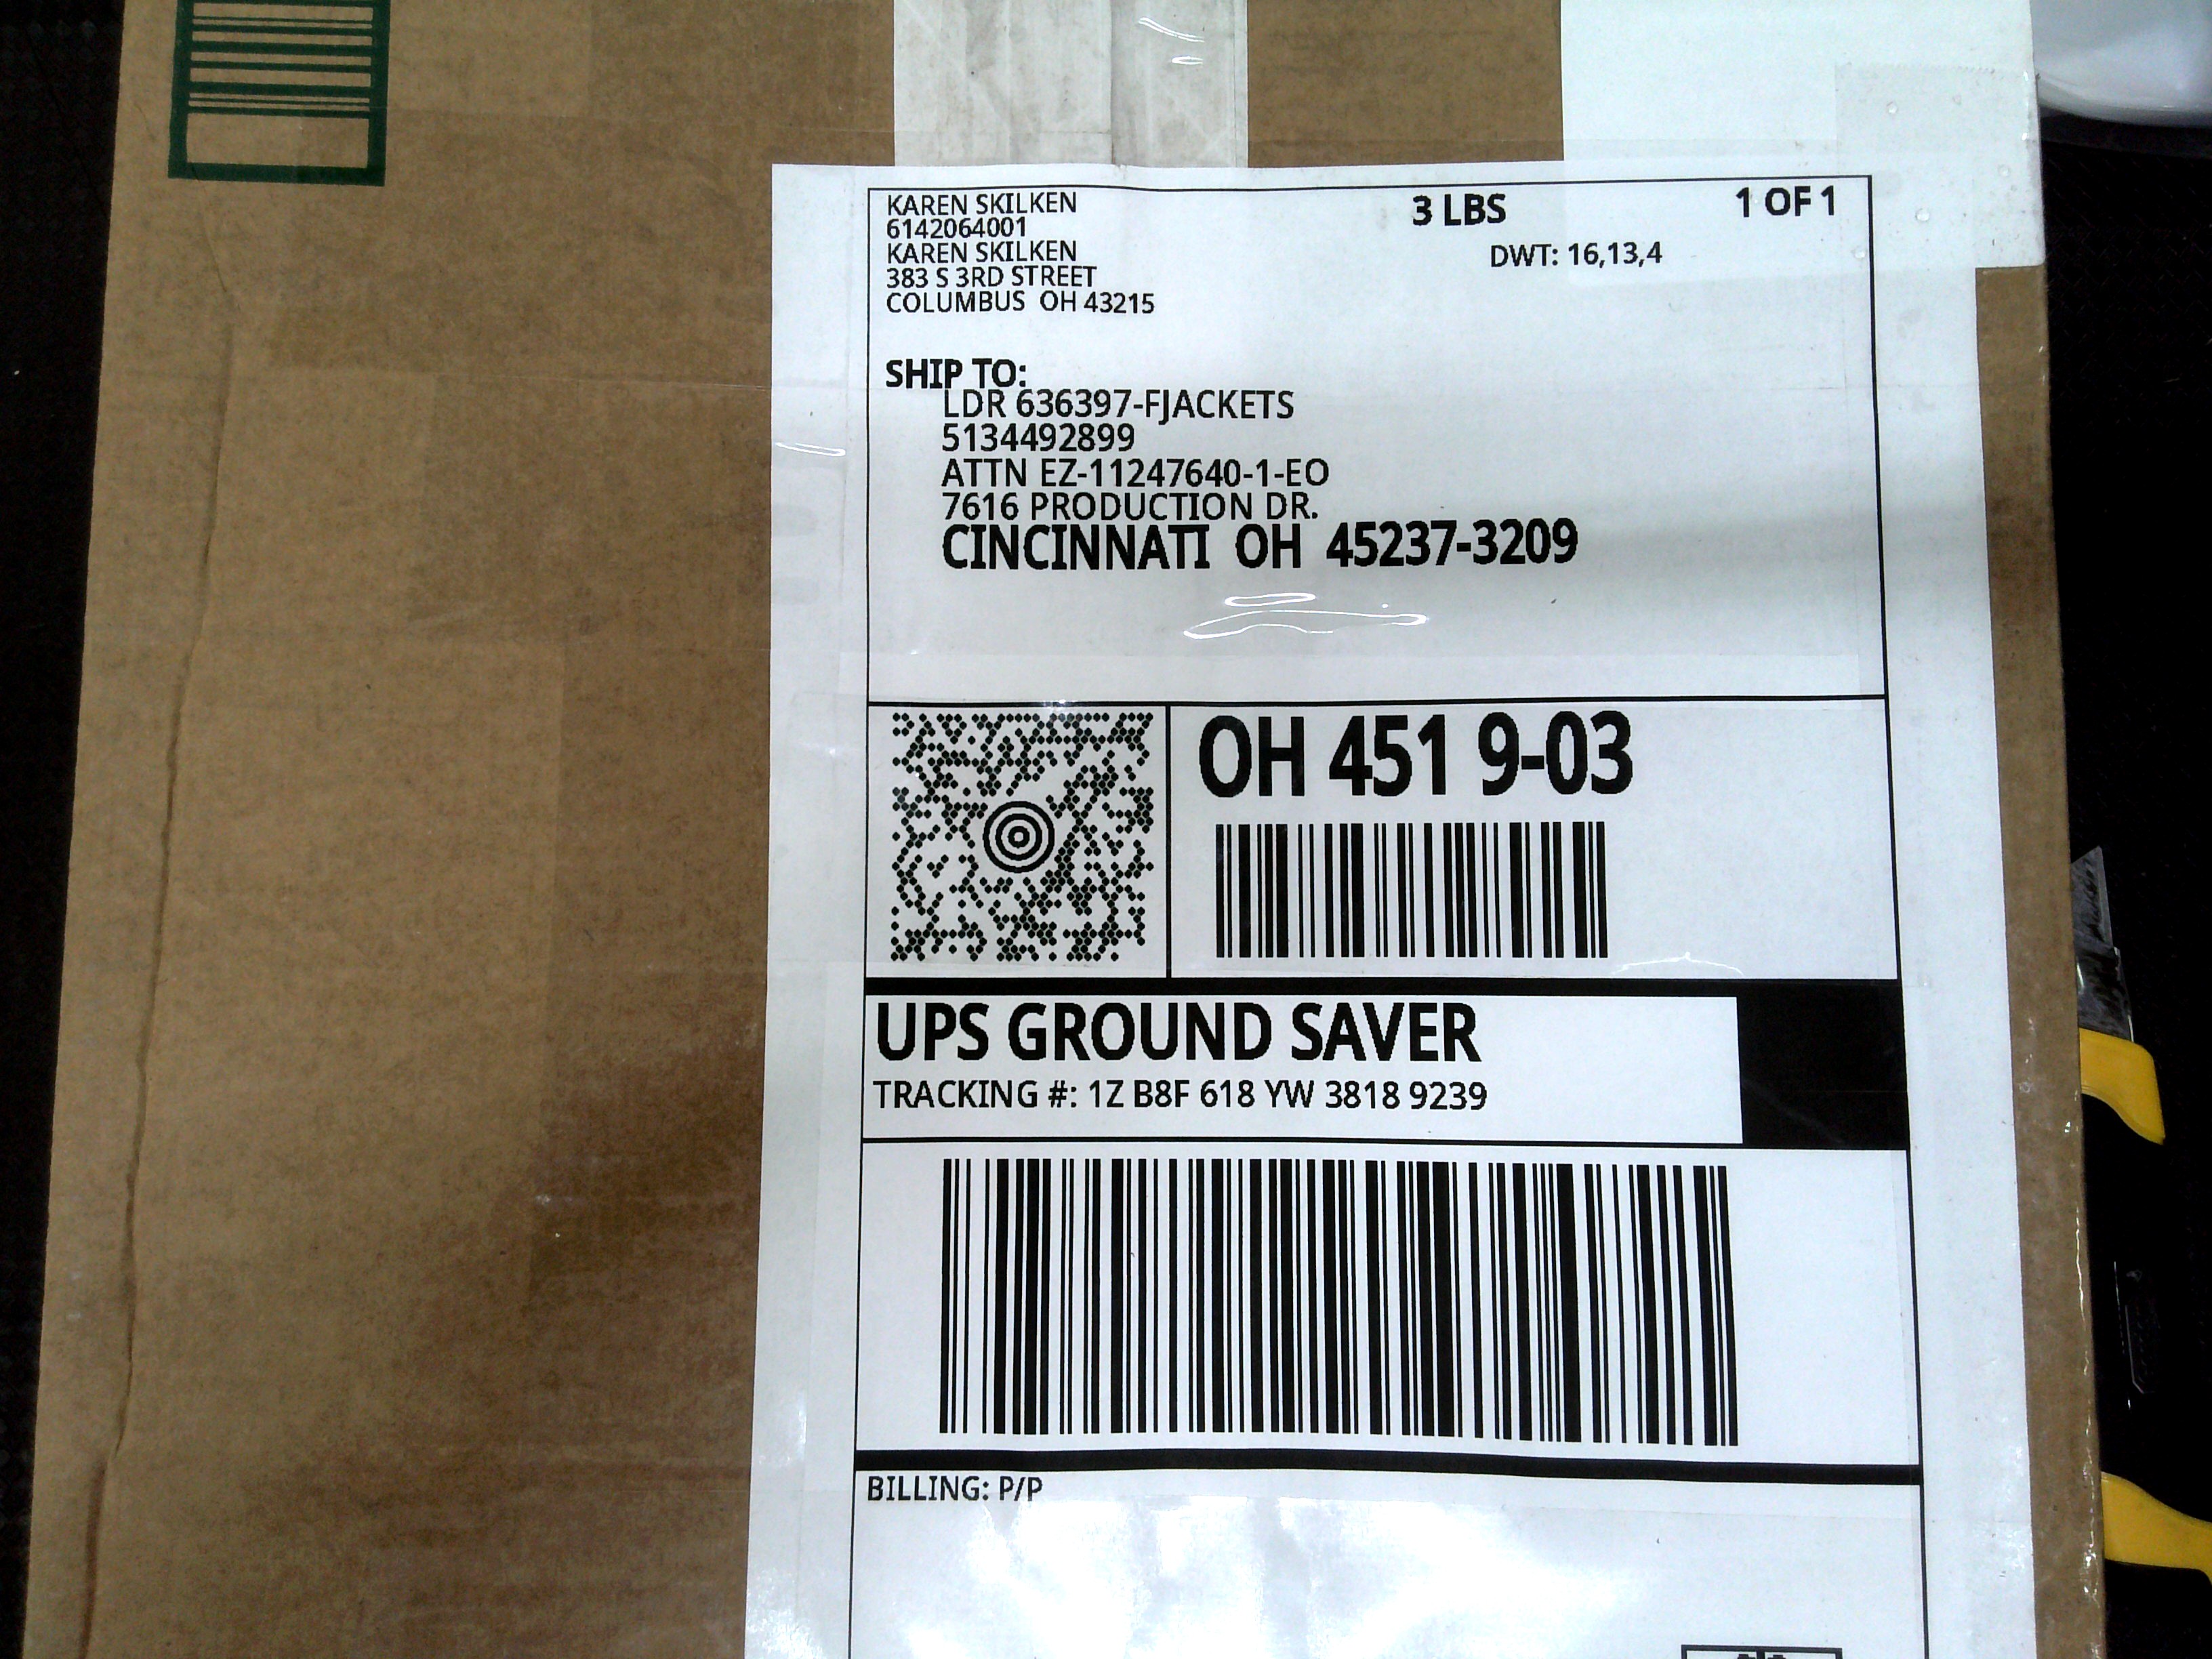 KAREN SKILKEN
6142064001
KAREN SKILKEN
383 S 3RD STREET
COLUMBUS OH 43215
3 LBS
1 OF 1
DWT: 16,13,4
SHIP TO:
LDR 636397-FJACKETS
5134492899
ATTN EZ-11247640-1-EO
7616 PRODUCTION DR.
CINCINNATI OH 45237-3209
OH 451 9-03
UPS GROUND SAVER
TRACKING #: 1Z B8F 618 YW 3818 9239
BILLING: P/P